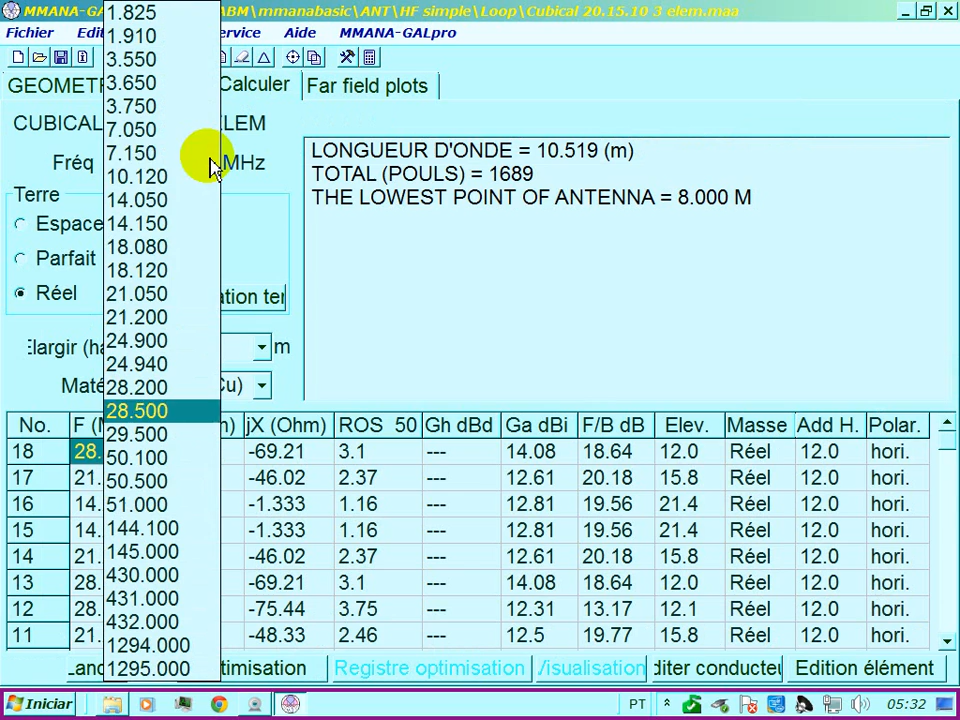 MMANA-GA
BM\mmanabasic\ANT\HF simple\Loop\Cubical 20.15.10 3 elem.maa
Fichier Edit ervice Aide MMANA-GALpro
GEOMET Calculer Far field plots
CUBICAL ELEM
Fréq MHz
Terre
Espace
Parfait
Réel ation ter
Elargir (ha m
Maté Cu)
1.825
1.910
3.550
3.650
3.750
7.050
7.150
10.120
14.050
14.150
18.080
18.120
21.050
21.200
24.900
24.940
28.200
28.500
29.500
50.100
50.500
51.000
144.100
145.000
430.000
431.000
432.000
1294.000
1295.000
LONGUEUR D'ONDE = 10.519 (m)
TOTAL (POULS) = 1689
THE LOWEST POINT OF ANTENNA = 8.000 M
No. F (M m) jX (Ohm) ROS 50 Gh dBd Ga dBi F/B dB Elev. Masse Add H. Polar.
18 28. -69.21 3.1 --- 14.08 18.64 12.0 Réel 12.0 hori.
17 21. -46.02 2.37 --- 12.61 20.18 15.8 Réel 12.0 hori.
16 14. -1.333 1.16 --- 12.81 19.56 21.4 Réel 12.0 hori.
15 14. -1.333 1.16 --- 12.81 19.56 21.4 Réel 12.0 hori.
14 21. -46.02 2.37 --- 12.61 20.18 15.8 Réel 12.0 hori.
13 28. -69.21 3.1 --- 14.08 18.64 12.0 Réel 12.0 hori.
12 28. -75.44 3.75 --- 12.31 13.17 12.1 Réel 12.0 hori.
11 21. -48.33 2.46 --- 12.5 19.77 15.8 Réel 12.0 hori.
anc timisation Registre optimisation Visualisation diter conducteu Edition élément
Iniciar PT 05:32